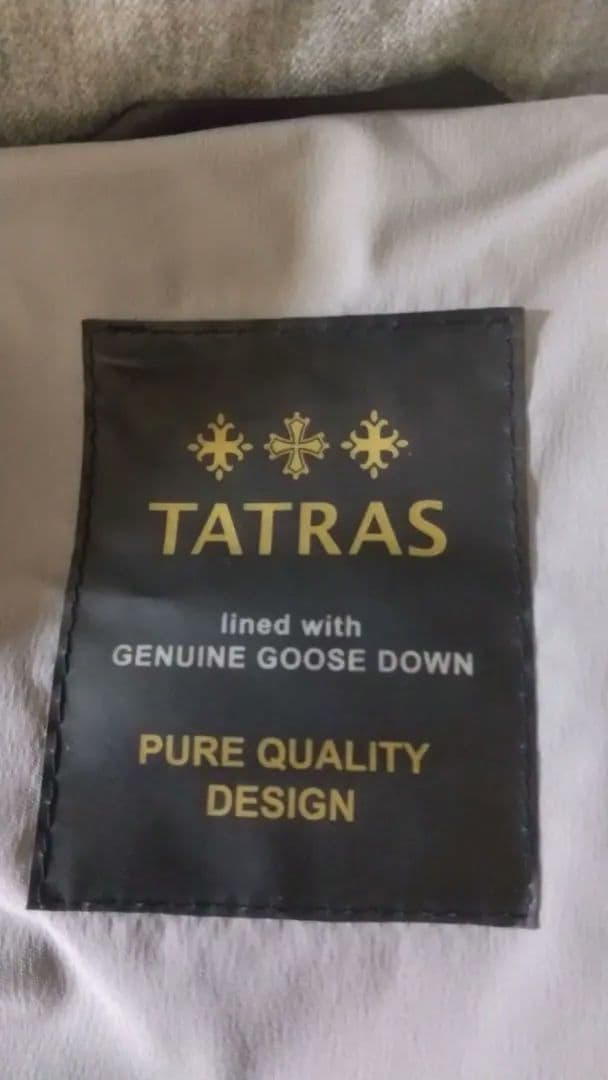 TATRAS
lined with
GENUINE GOOSE DOWN
PURE QUALITY
DESIGN